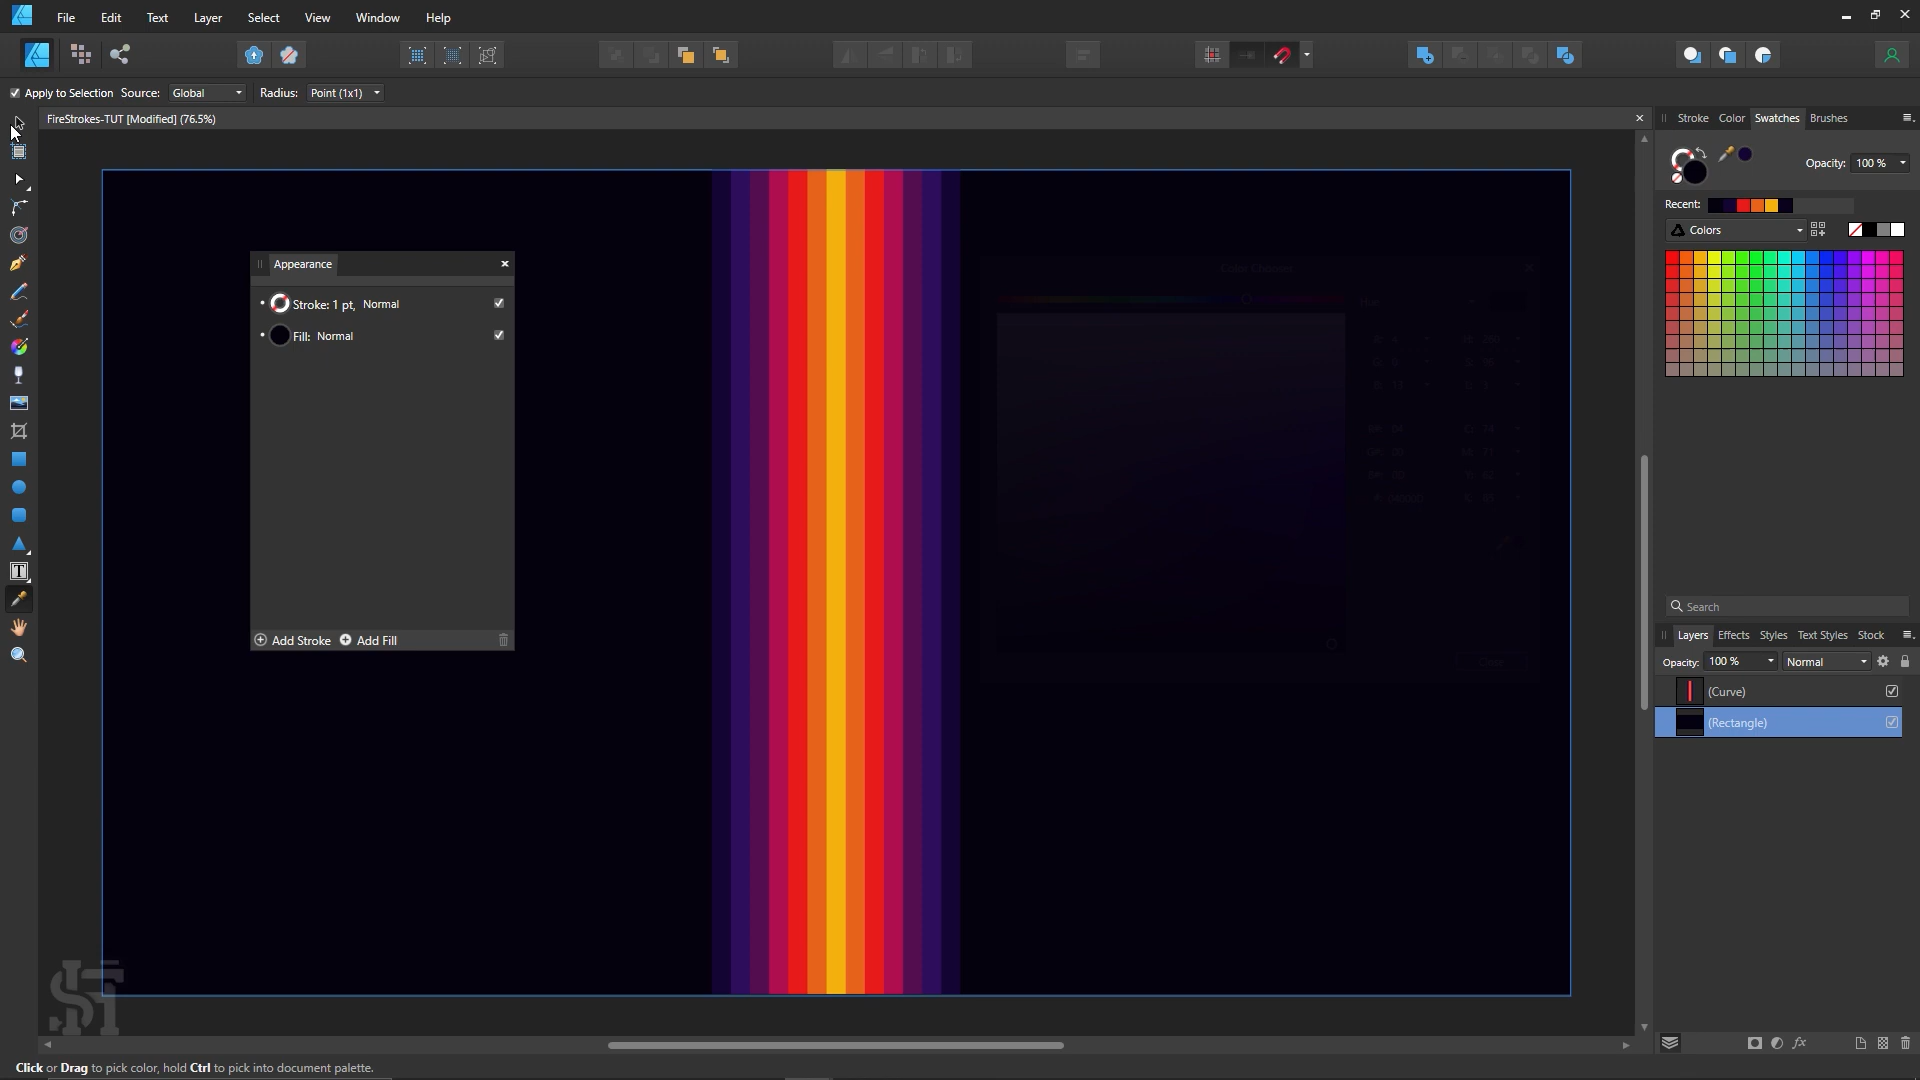 File Edit Text Layer Select View Window Help
Apply to Selection Source: Global Radius: Point (1x1)
FireStrokes-TUT [Modified] (76.5%)
Stroke Color Swatches Brushes
Opacity: 100 %
Recent:
Colors
Appearance
Stroke: 1 pt, Normal
Fill: Normal
Add Stroke Add Fill
Color Chooser
Close
Search
Layers Effects Styles Text Styles Stock
Opacity: 100 % Normal
(Curve)
(Rectangle)
Click or Drag to pick color, hold Ctrl to pick into document palette.